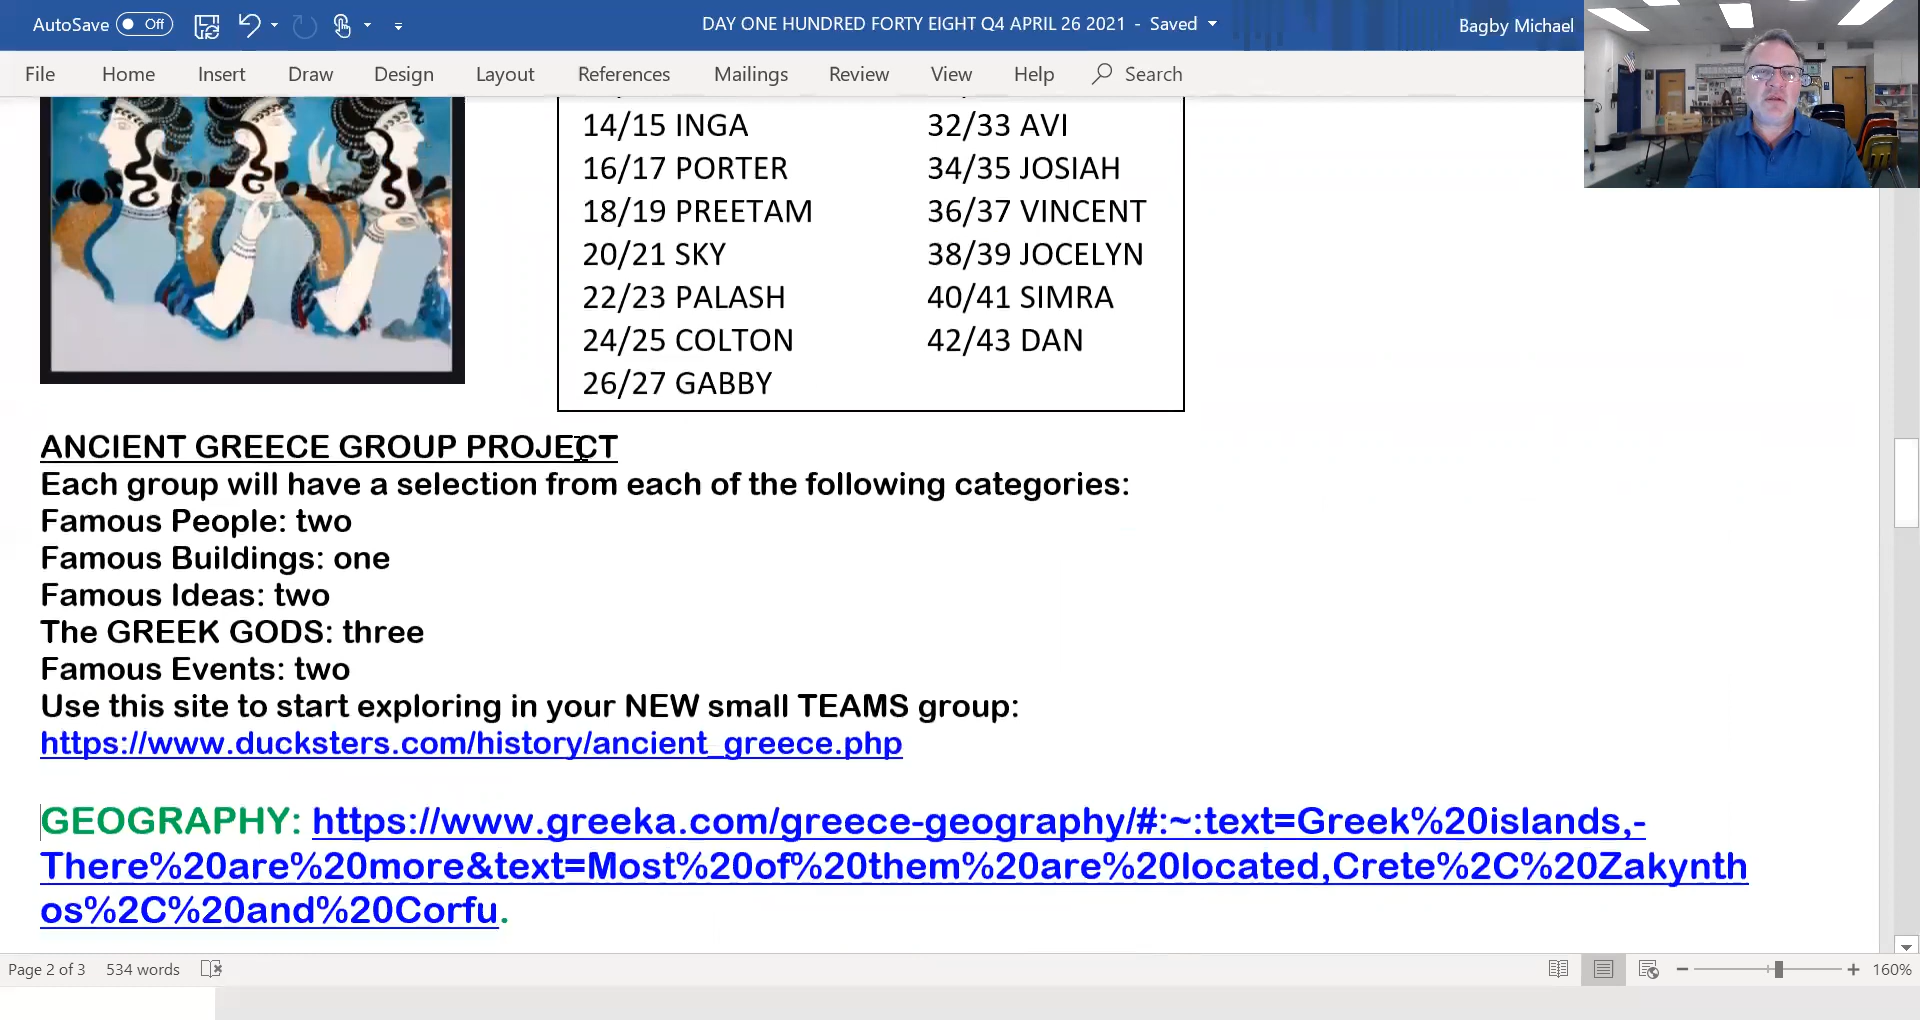 AutoSave Off DAY ONE HUNDRED FORTY EIGHT Q4 APRIL 26 2021 - Saved Bagby Michael
File Home Insert Draw Design Layout References Mailings Review View Help Search
14/15 INGA 32/33 AVI
16/17 PORTER 34/35 JOSIAH
18/19 PREETAM 36/37 VINCENT
20/21 SKY 38/39 JOCELYN
22/23 PALASH 40/41 SIMRA
24/25 COLTON 42/43 DAN
26/27 GABBY
ANCIENT GREECE GROUP PROJECT
Each group will have a selection from each of the following categories:
Famous People: two
Famous Buildings: one
Famous Ideas: two
The GREEK GODS: three
Famous Events: two
Use this site to start exploring in your NEW small TEAMS group:
https://www.ducksters.com/history/ancient_greece.php
GEOGRAPHY: https://www.greeka.com/greece-geography/#:~:text=Greek%20islands,-
There%20are%20more&text=Most%20of%20them%20are%20located,Crete%2C%20Zakynth
os%2C%20and%20Corfu.
Page 2 of 3 534 words 160%